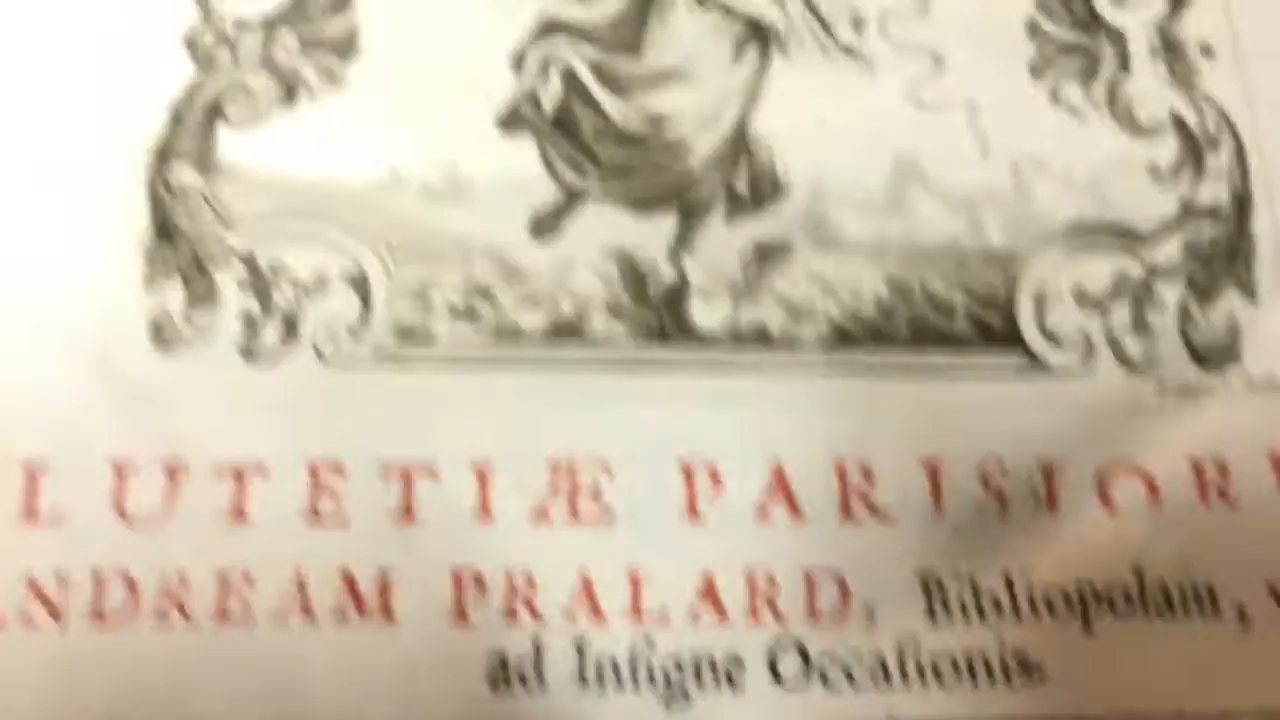 LUTETIÆ PARISIOR
NDREAM PRALARD, Bibliopolam,
ad Inſigne Occaſionis.